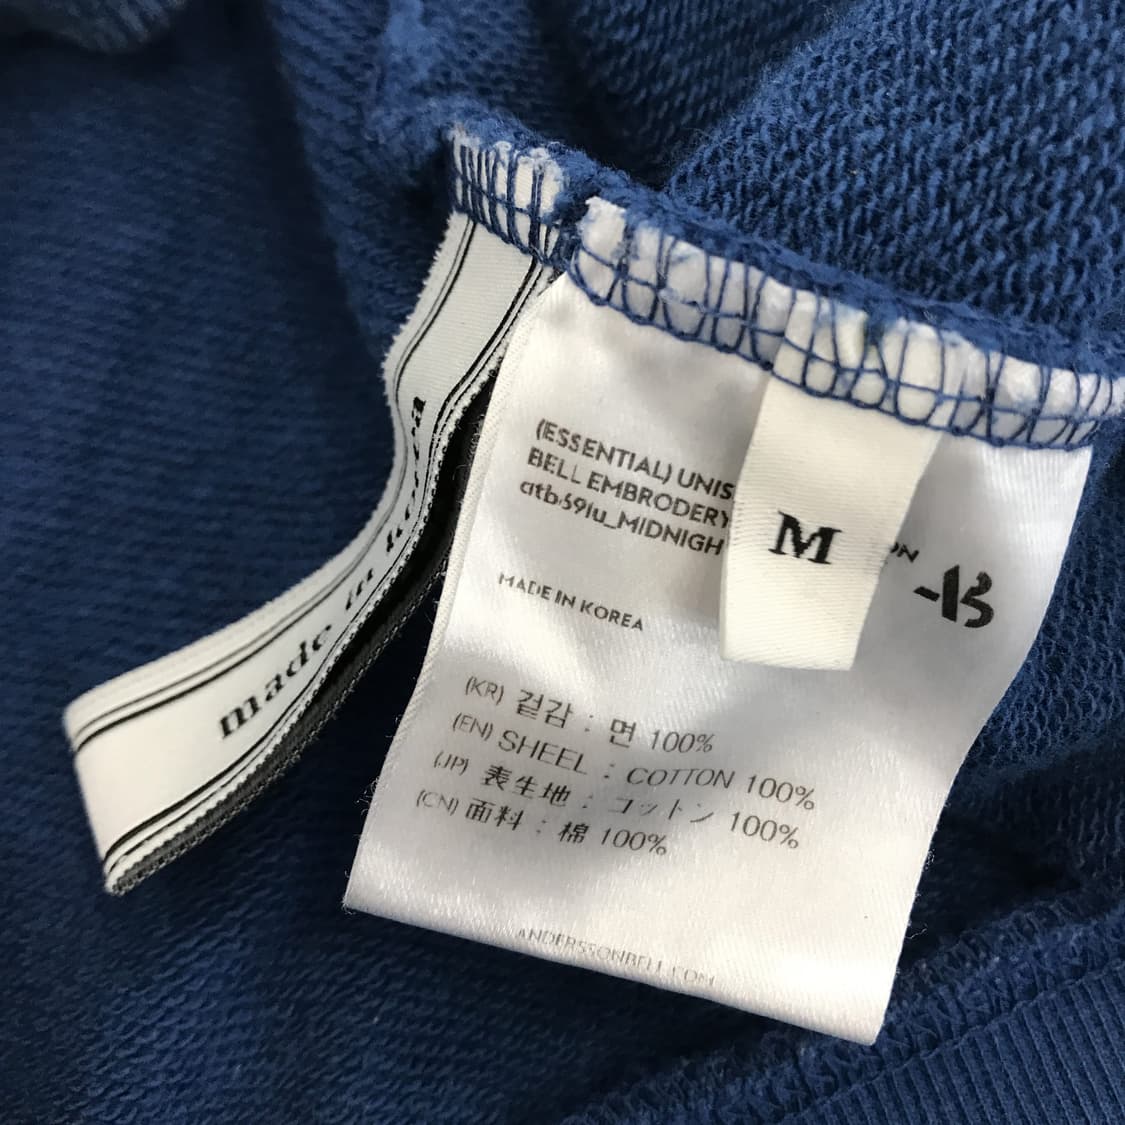 made in korea
(ESSENTIAL) UNIS
BELL EMBRODERY
atb591u_MIDNIGH
M
ON
MADE IN KOREA
(KR) 겉감 : 면 100%
(EN) SHEEL : COTTON 100%
(JP) 表生地 : コットン 100%
(CN) 面料 : 棉 100%
ANDERSSONBELL.COM